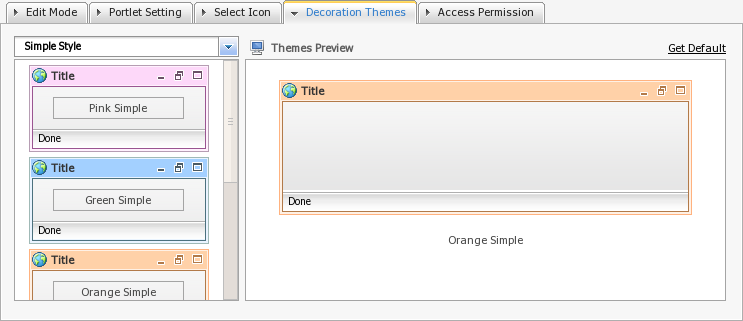 Edit Mode Portlet Setting Select Icon Decoration Themes Access Permission
Simple Style
Themes Preview Get Default
Title
Pink Simple
Done
Title
Green Simple
Done
Title
Orange Simple
Title
Done
Orange Simple